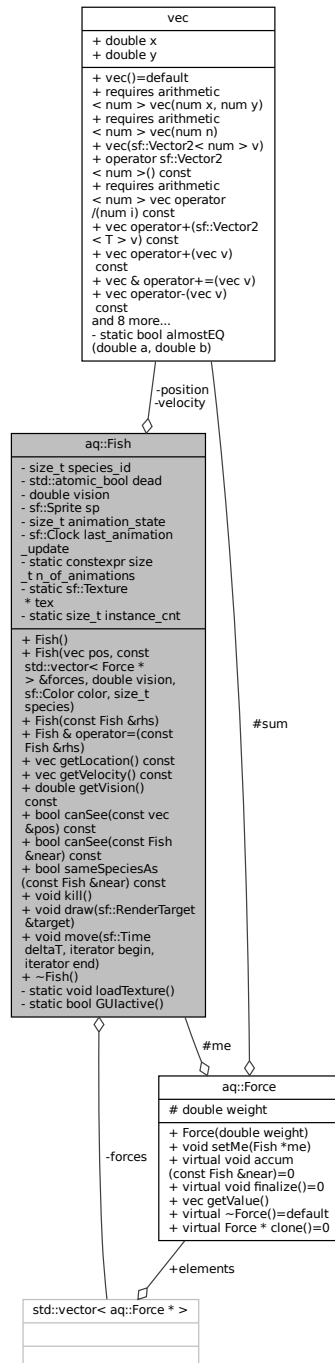 vec
+ double x
+ double y
+ vec()=default
+ requires arithmetic
< num > vec(num x, num y)
+ requires arithmetic
< num > vec(num n)
+ vec(sf::Vector2< num > v)
+ operator sf::Vector2
< num >() const
+ requires arithmetic
< num > vec operator
/(num i) const
+ vec operator+(sf::Vector2
< T > v) const
+ vec operator+(vec v)
const
+ vec & operator+=(vec v)
+ vec operator-(vec v)
const
and 8 more...
- static bool almostEQ
(double a, double b)
-position
-velocity
aq::Fish
- size_t species_id
- std::atomic_bool dead
- double vision
- sf::Sprite sp
- size_t animation_state
- sf::Clock last_animation
_update
- static constexpr size
_t n_of_animations
- static sf::Texture
* tex
- static size_t instance_cnt
+ Fish()
+ Fish(vec pos, const
std::vector< Force *
> &forces, double vision,
sf::Color color, size_t
species)
+ Fish(const Fish &rhs)
+ Fish & operator=(const
Fish &rhs)
+ vec getLocation() const
+ vec getVelocity() const
+ double getVision()
const
+ bool canSee(const vec
&pos) const
+ bool canSee(const Fish
&near) const
+ bool sameSpeciesAs
(const Fish &near) const
+ void kill()
+ void draw(sf::RenderTarget
&target)
+ void move(sf::Time
deltaT, iterator begin,
iterator end)
+ ~Fish()
- static void loadTexture()
- static bool GUIactive()
#sum
#me
aq::Force
# double weight
+ Force(double weight)
+ void setMe(Fish *me)
+ virtual void accum
(const Fish &near)=0
+ virtual void finalize()=0
+ vec getValue()
+ virtual ~Force()=default
+ virtual Force * clone()=0
-forces
+elements
std::vector< aq::Force * >